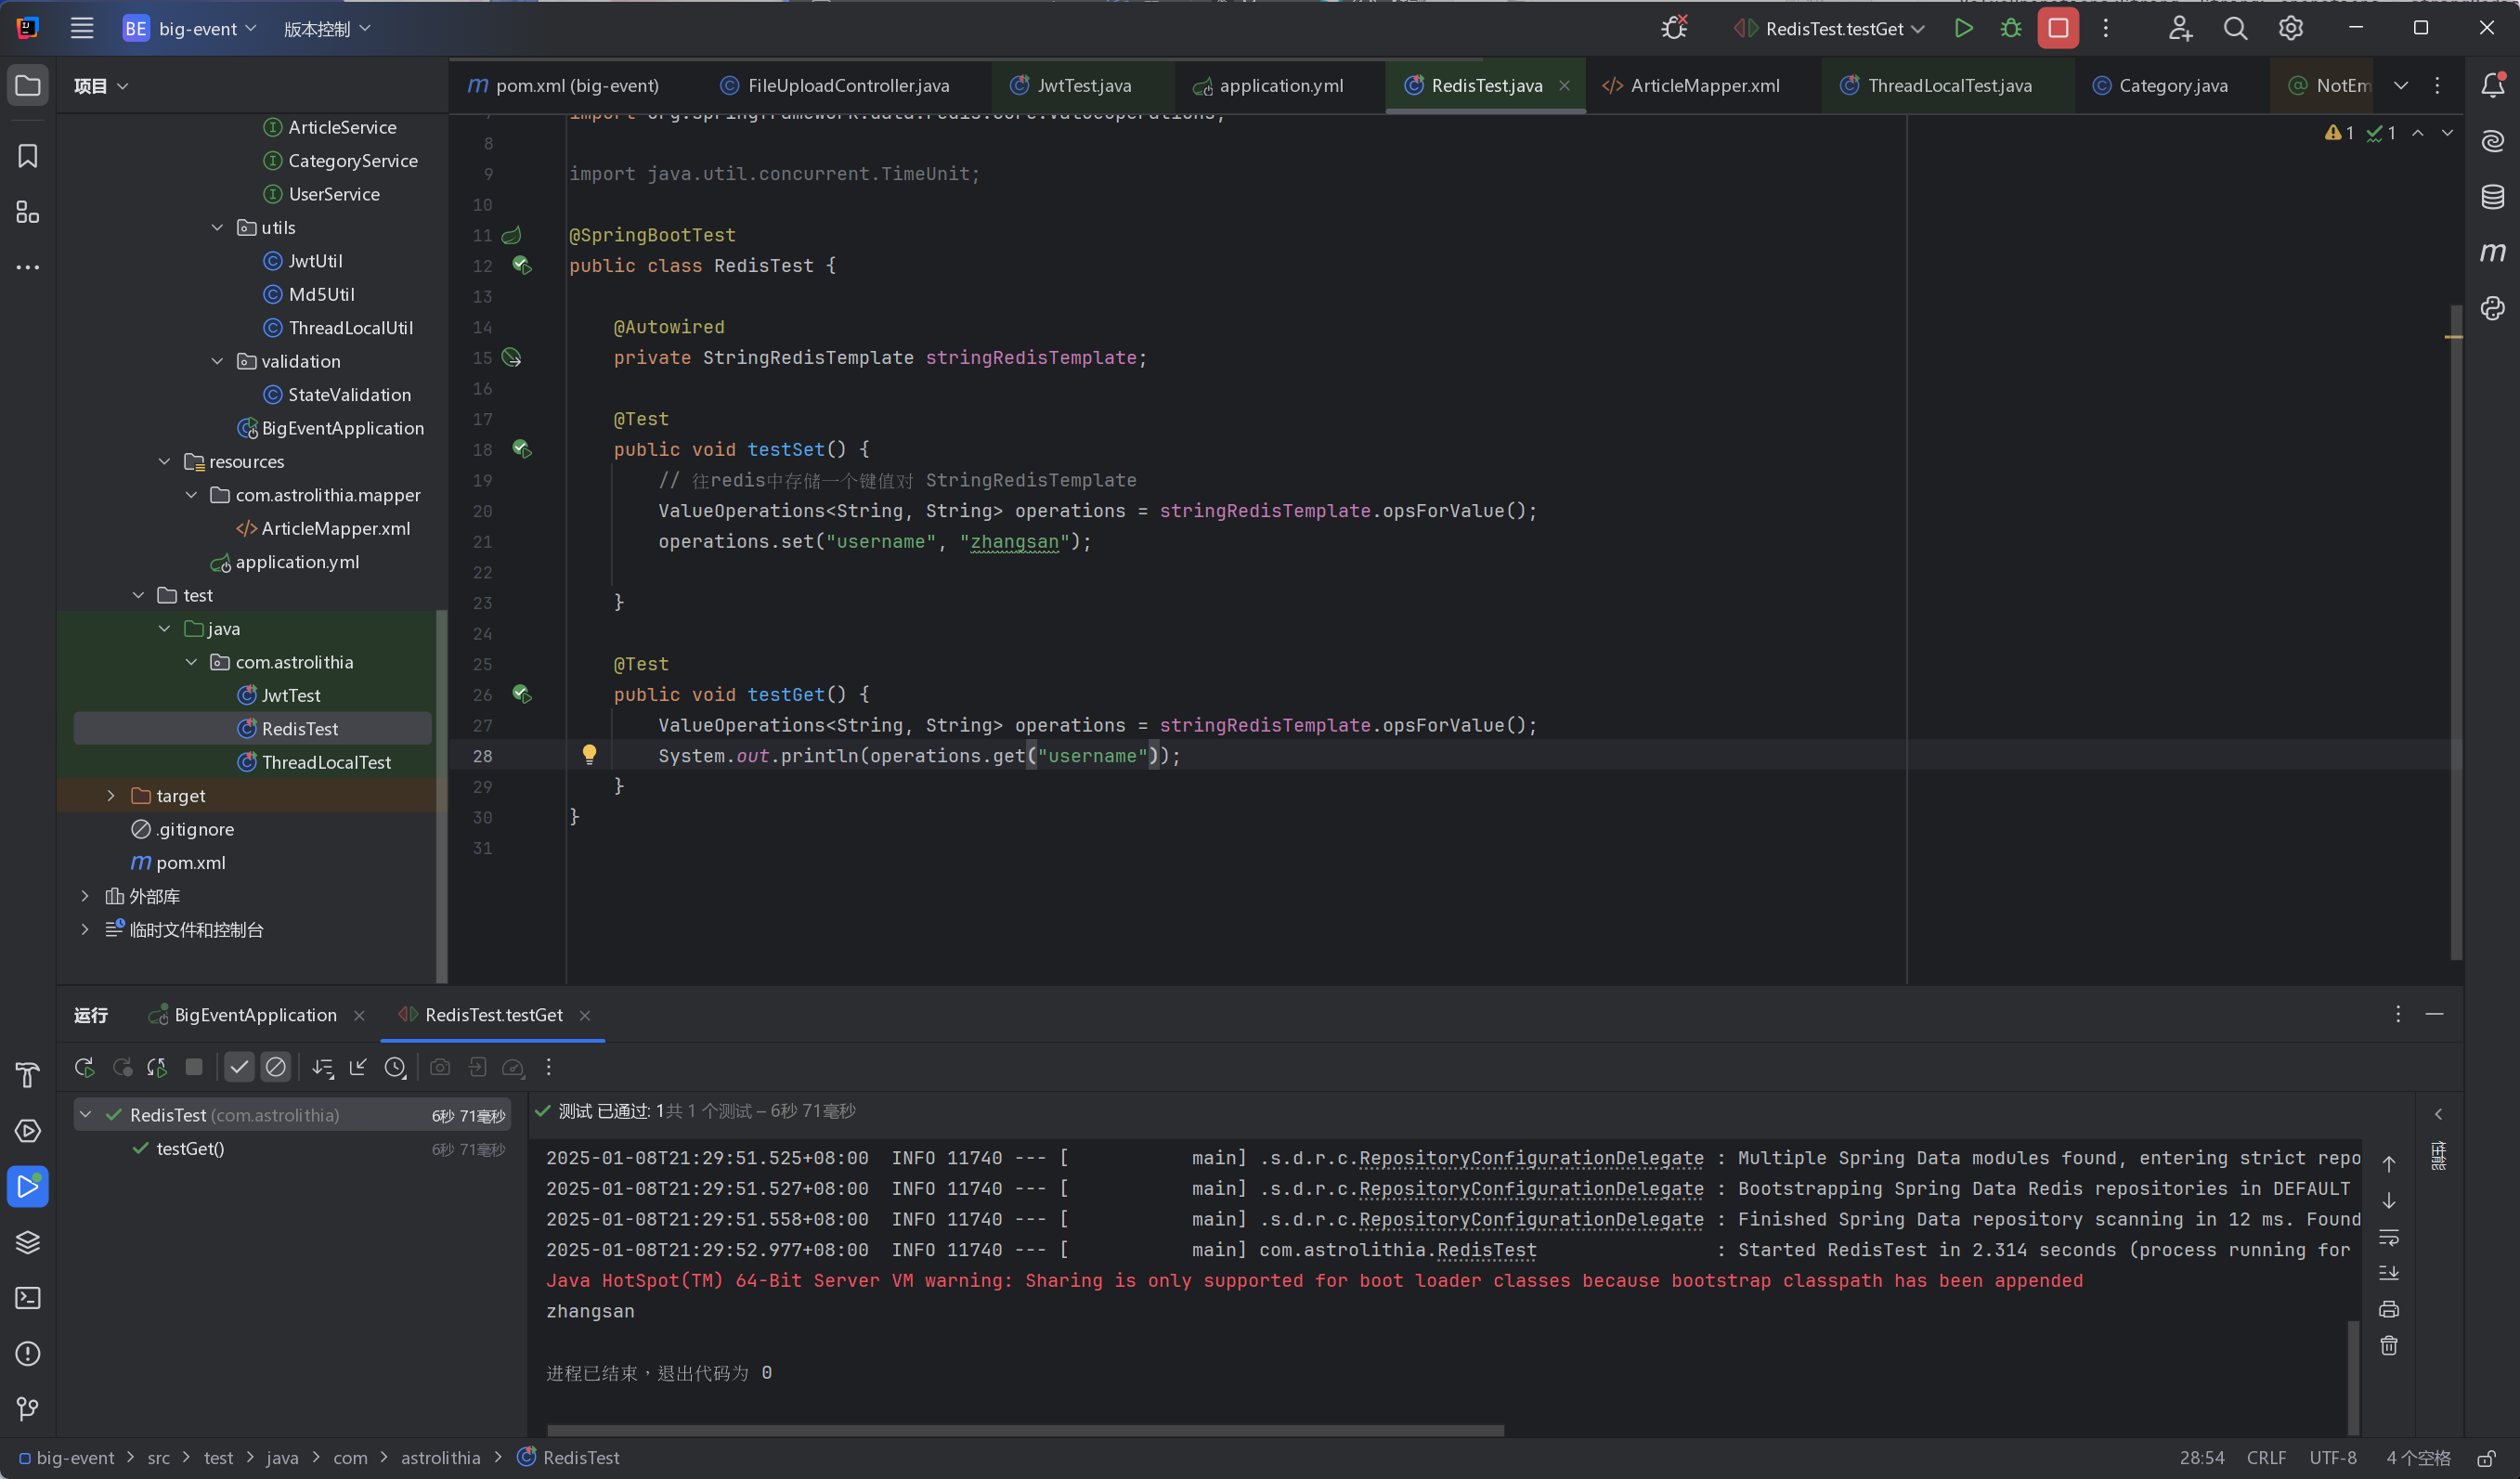 BE big-event 版本控制 RedisTest.testGet
项目
pom.xml (big-event) FileUploadController.java JwtTest.java application.yml RedisTest.java ArticleMapper.xml ThreadLocalTest.java Category.java NotEm
ArticleService
CategoryService
UserService
utils
JwtUtil
Md5Util
ThreadLocalUtil
validation
StateValidation
BigEventApplication
resources
com.astrolithia.mapper
ArticleMapper.xml
application.yml
test
java
com.astrolithia
JwtTest
RedisTest
ThreadLocalTest
target
.gitignore
pom.xml
外部库
临时文件和控制台
1 1
7 import org.springframework.data.redis.core.ValueOperations;
8
9 import java.util.concurrent.TimeUnit;
10
11 @SpringBootTest
12 public class RedisTest {
13
14 @Autowired
15 private StringRedisTemplate stringRedisTemplate;
16
17 @Test
18 public void testSet() {
19 // 往redis中存储一个键值对 StringRedisTemplate
20 ValueOperations<String, String> operations = stringRedisTemplate.opsForValue();
21 operations.set("username", "zhangsan");
22
23 }
24
25 @Test
26 public void testGet() {
27 ValueOperations<String, String> operations = stringRedisTemplate.opsForValue();
28 System.out.println(operations.get("username"));
29 }
30 }
31
运行 BigEventApplication RedisTest.testGet
RedisTest (com.astrolithia) 6秒 71毫秒
testGet() 6秒 71毫秒
测试 已通过: 1共 1 个测试 – 6秒 71毫秒
2025-01-08T21:29:51.525+08:00 INFO 11740 --- [ main] .s.d.r.c.RepositoryConfigurationDelegate : Multiple Spring Data modules found, entering strict repo
2025-01-08T21:29:51.527+08:00 INFO 11740 --- [ main] .s.d.r.c.RepositoryConfigurationDelegate : Bootstrapping Spring Data Redis repositories in DEFAULT
2025-01-08T21:29:51.558+08:00 INFO 11740 --- [ main] .s.d.r.c.RepositoryConfigurationDelegate : Finished Spring Data repository scanning in 12 ms. Found
2025-01-08T21:29:52.977+08:00 INFO 11740 --- [ main] com.astrolithia.RedisTest : Started RedisTest in 2.314 seconds (process running for
Java HotSpot(TM) 64-Bit Server VM warning: Sharing is only supported for boot loader classes because bootstrap classpath has been appended
zhangsan
进程已结束，退出代码为 0
性能
big-event > src > test > java > com > astrolithia > RedisTest
28:54 CRLF UTF-8 4 个空格